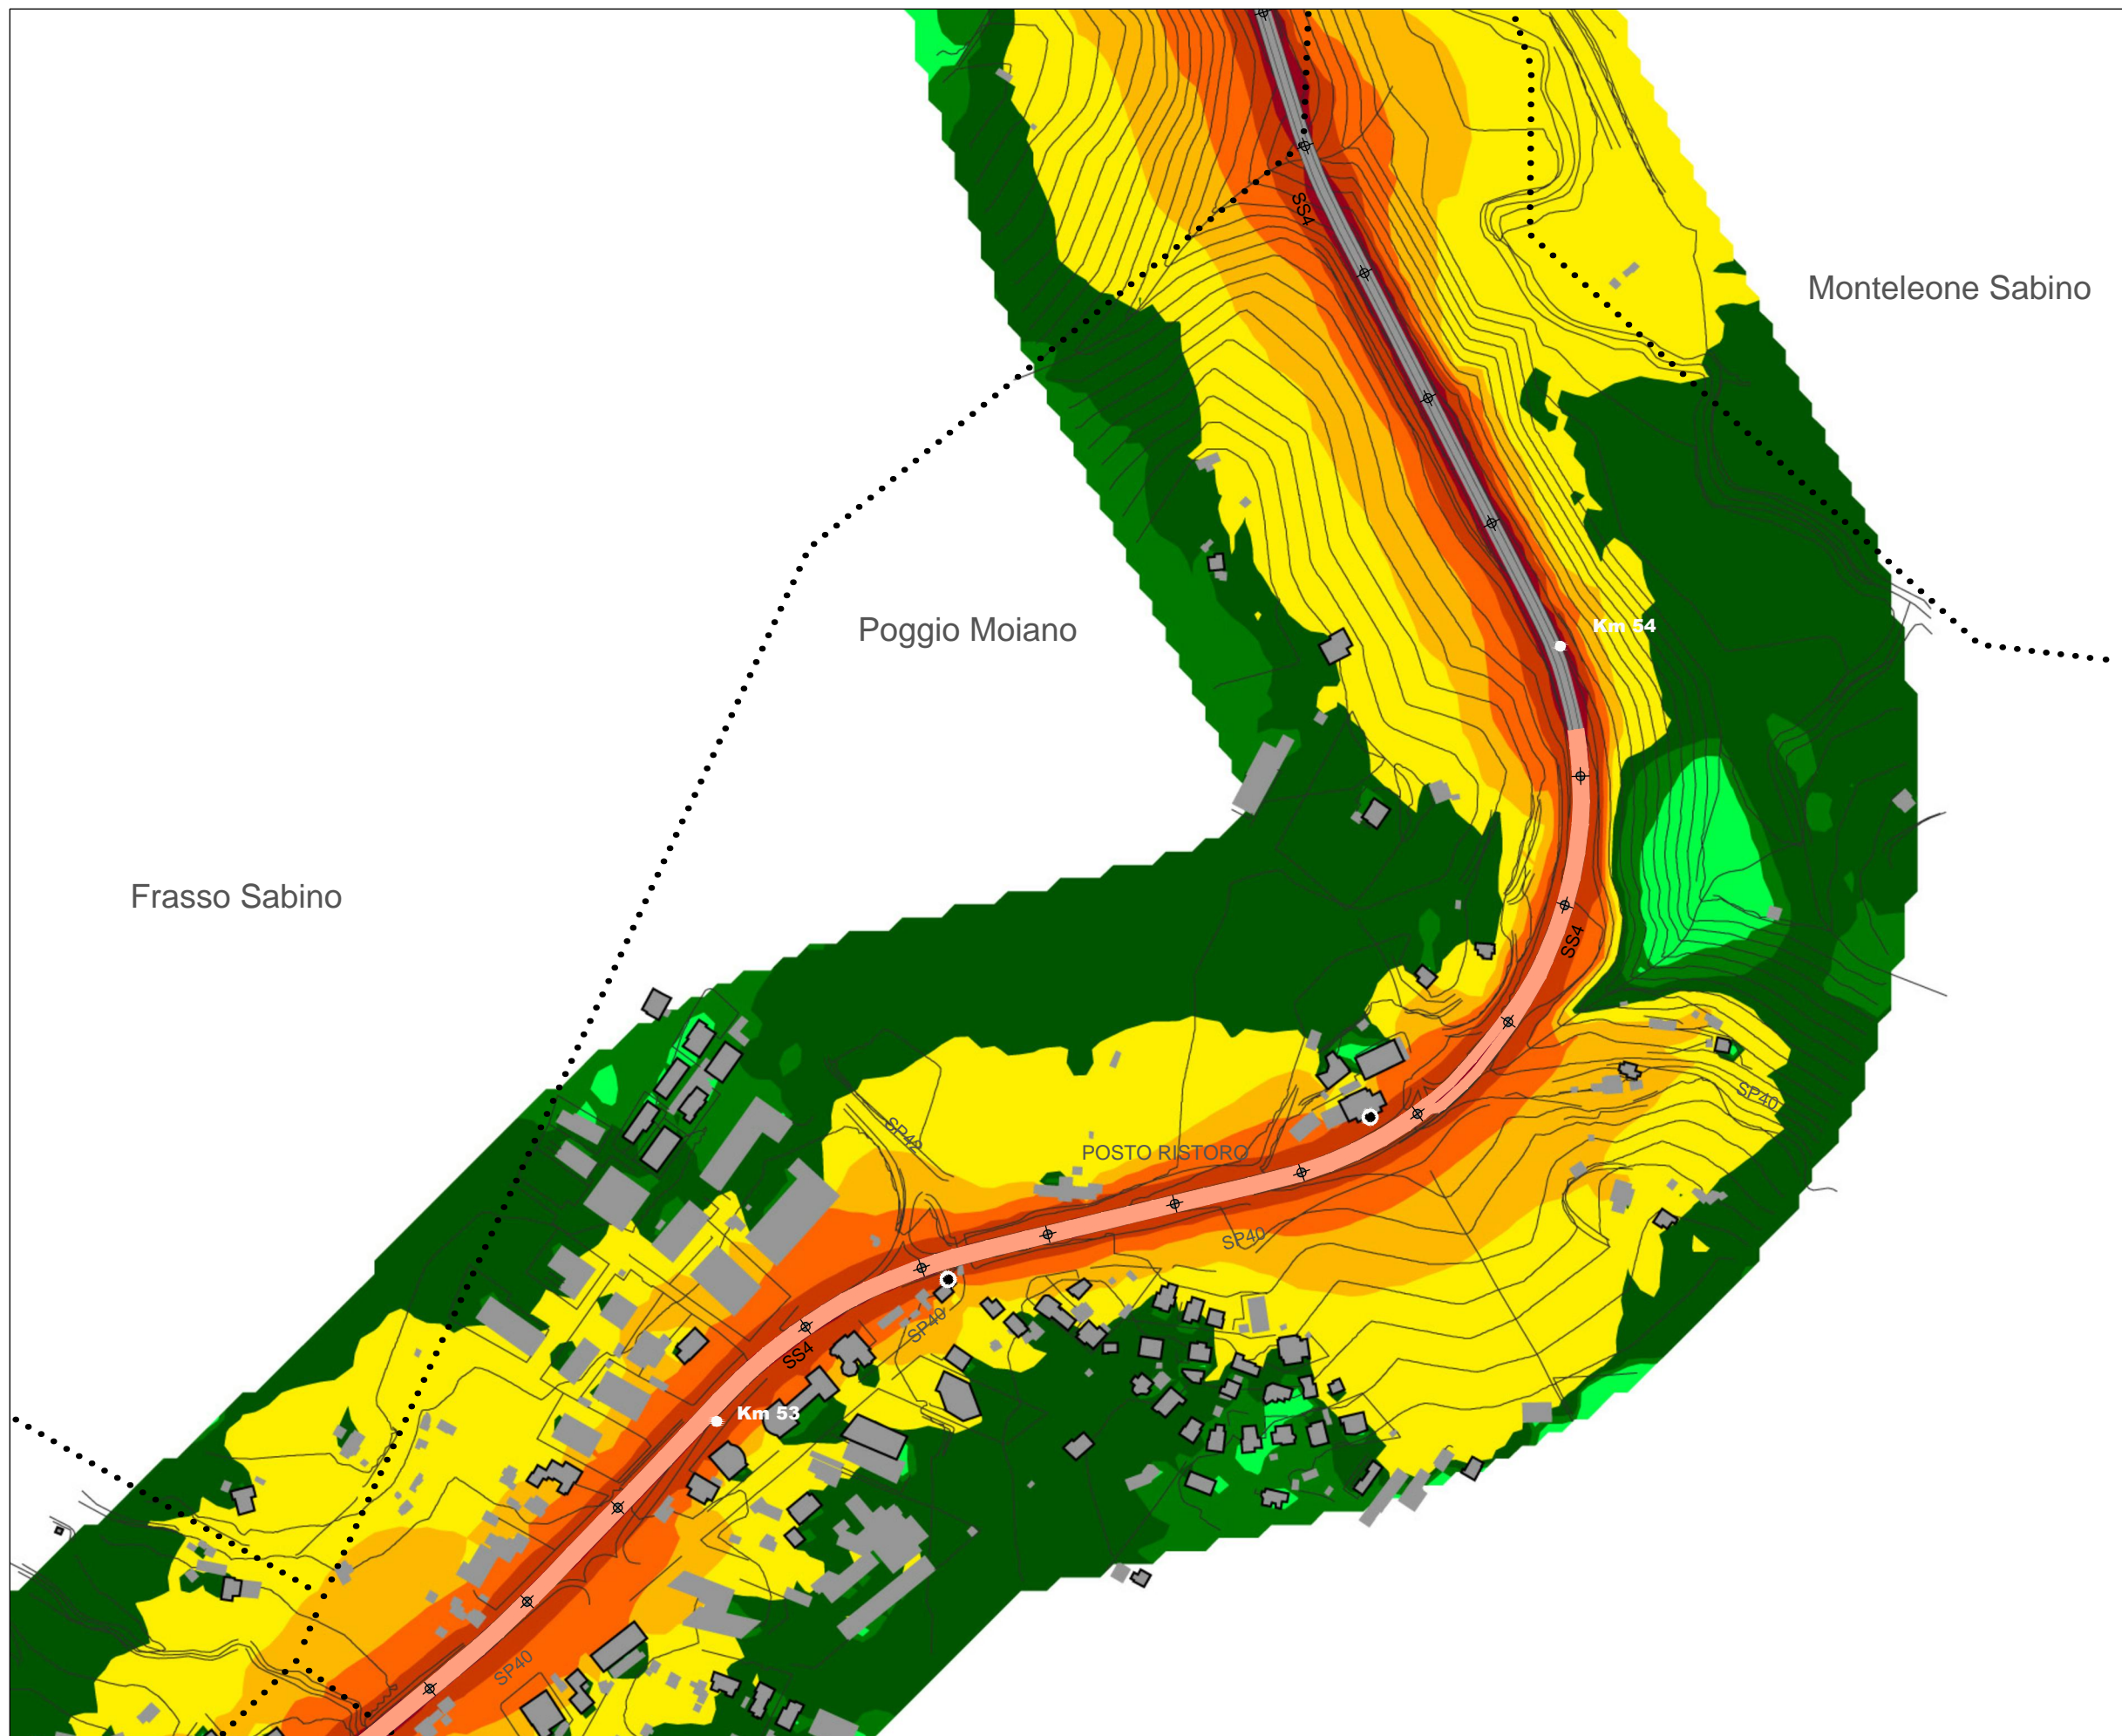 SS4
Monteleone Sabino
Km 54
Poggio Moiano
Frasso Sabino
SS4
SP40
SP40
POSTO RISTORO
SP40
SP40
SS4
Km 53
SP40